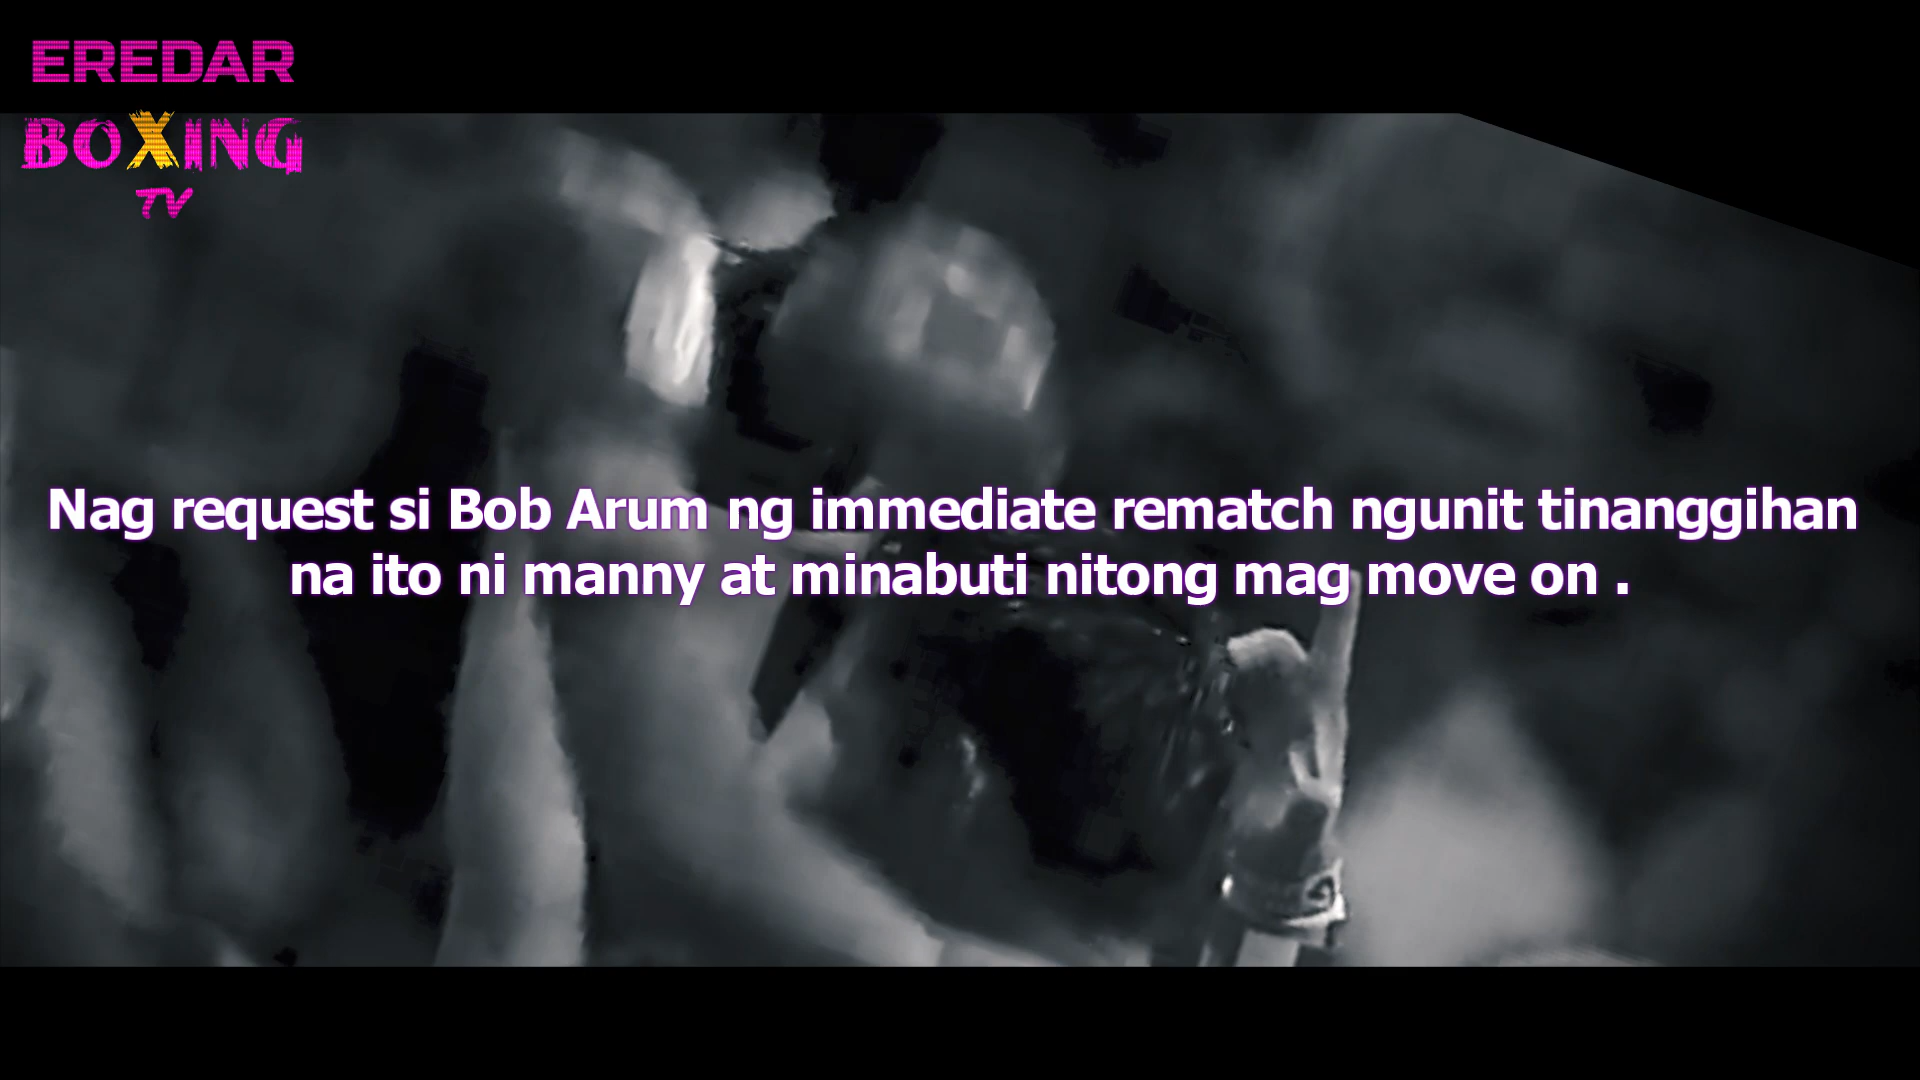 EREDAR
BOXING
TV
Nag request si Bob Arum ng immediate rematch ngunit tinanggihan
na ito ni manny at minabuti nitong mag move on .